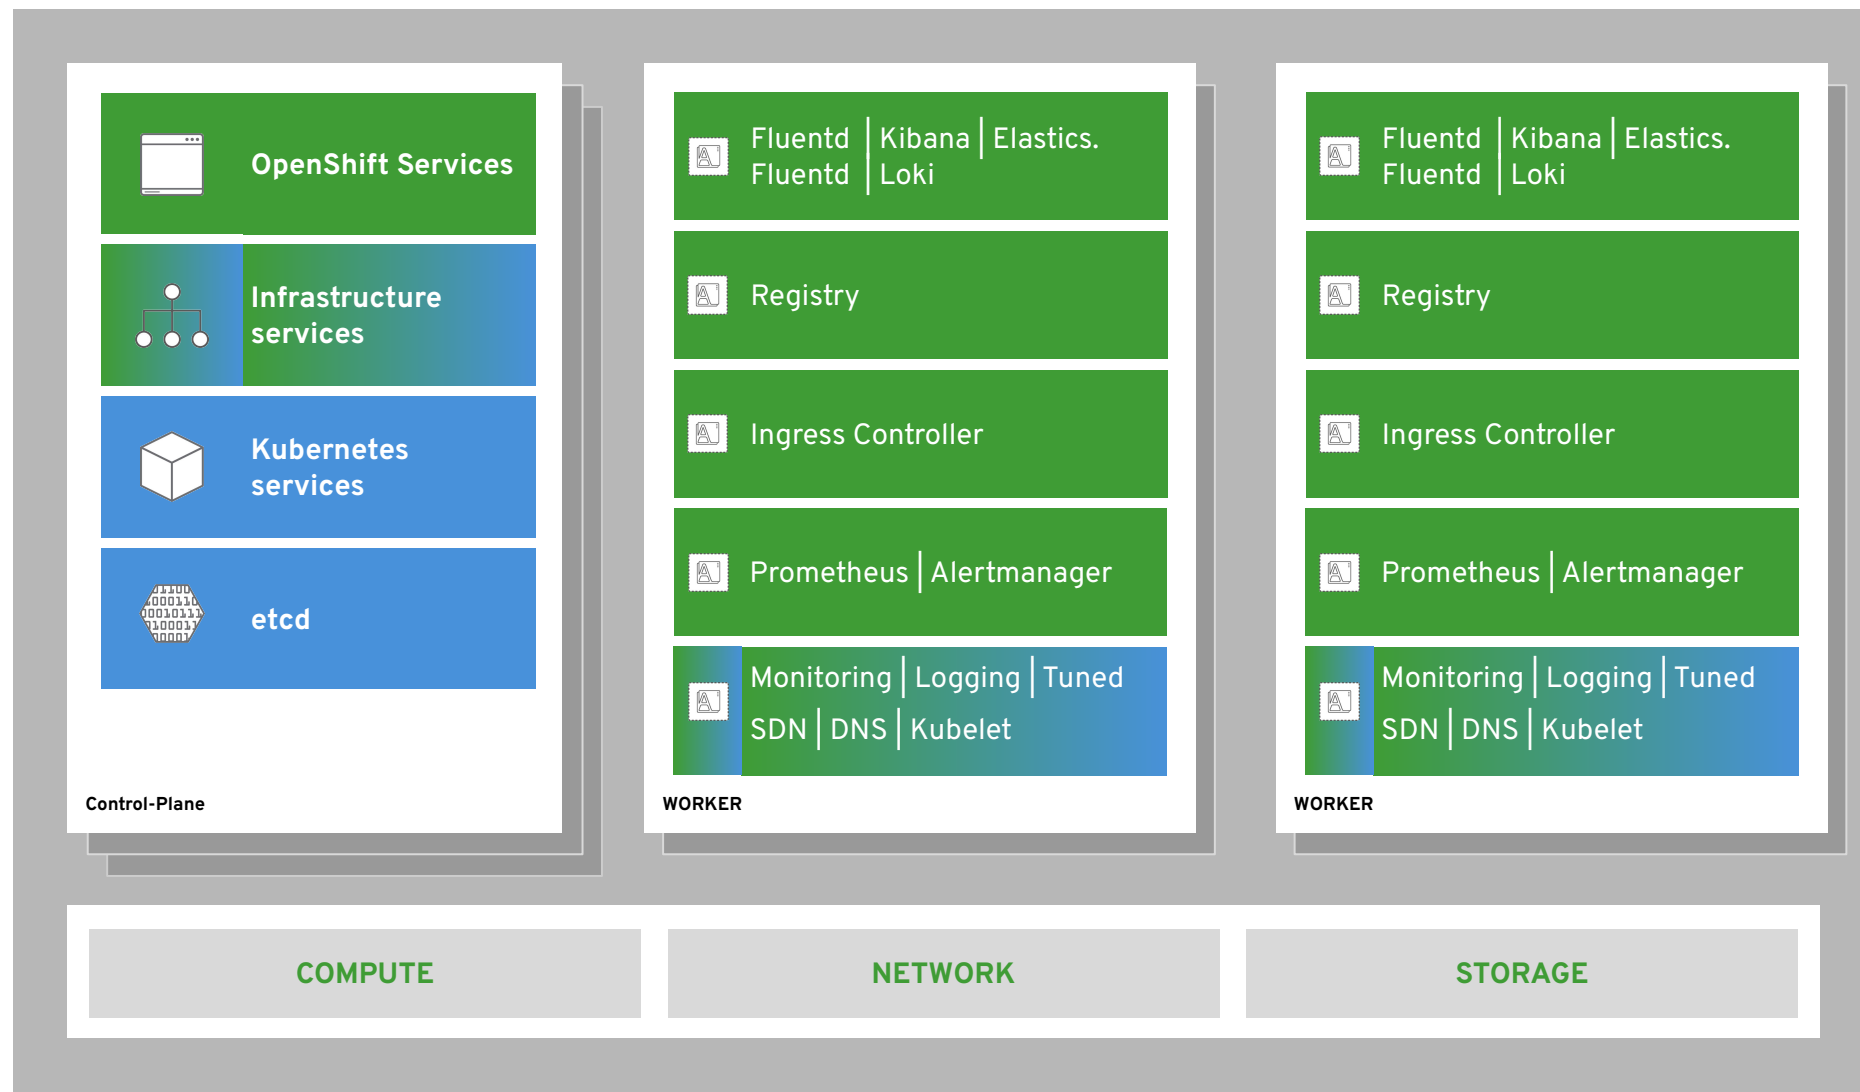 OpenShift Services
Infrastructure
services
Kubernetes
services
etcd
Control-Plane
Fluentd | Kibana | Elastics.
Fluentd | Loki
Registry
Ingress Controller
Prometheus | Alertmanager
Monitoring | Logging | Tuned
SDN | DNS | Kubelet
WORKER
Fluentd | Kibana | Elastics.
Fluentd | Loki
Registry
Ingress Controller
Prometheus | Alertmanager
Monitoring | Logging | Tuned
SDN | DNS | Kubelet
WORKER
COMPUTE
NETWORK
STORAGE